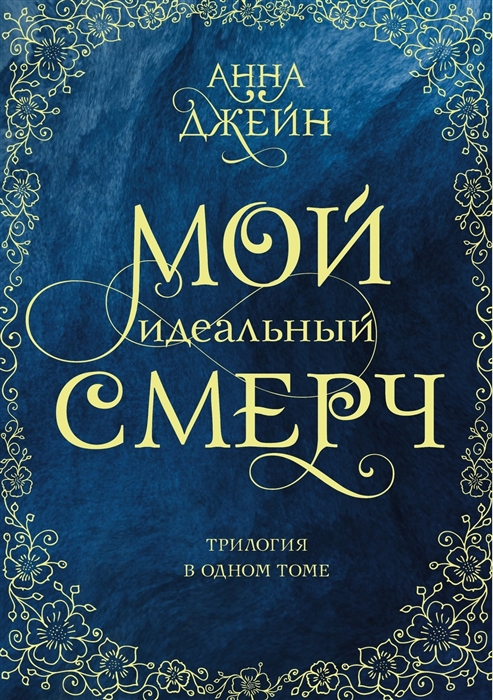 АННА
ДЖЕЙН
МОЙ
идеальный
СМЕРЧ
ТРИЛОГИЯ
В ОДНОМ ТОМЕ